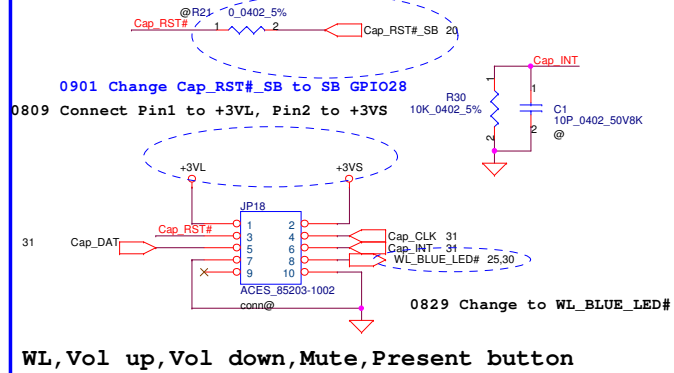 @R21 0_0402_5%
Cap_RST# 1 2 Cap_RST#_SB 20
Cap_INT
0901 Change Cap_RST#_SB to SB GPIO28
0809 Connect Pin1 to +3VL, Pin2 to +3VS
R30
10K_0402_5%
1
2
1
2
C1
10P_0402_50V8K
@
+3VL +3VS
JP18
1 2
Cap_RST# 3 4 Cap_CLK 31
31 Cap_DAT 5 6 Cap_INT 31
7 8 WL_BLUE_LED# 25,30
9 10
ACES_85203-1002
conn@
0829 Change to WL_BLUE_LED#
WL,Vol up,Vol down,Mute,Present button